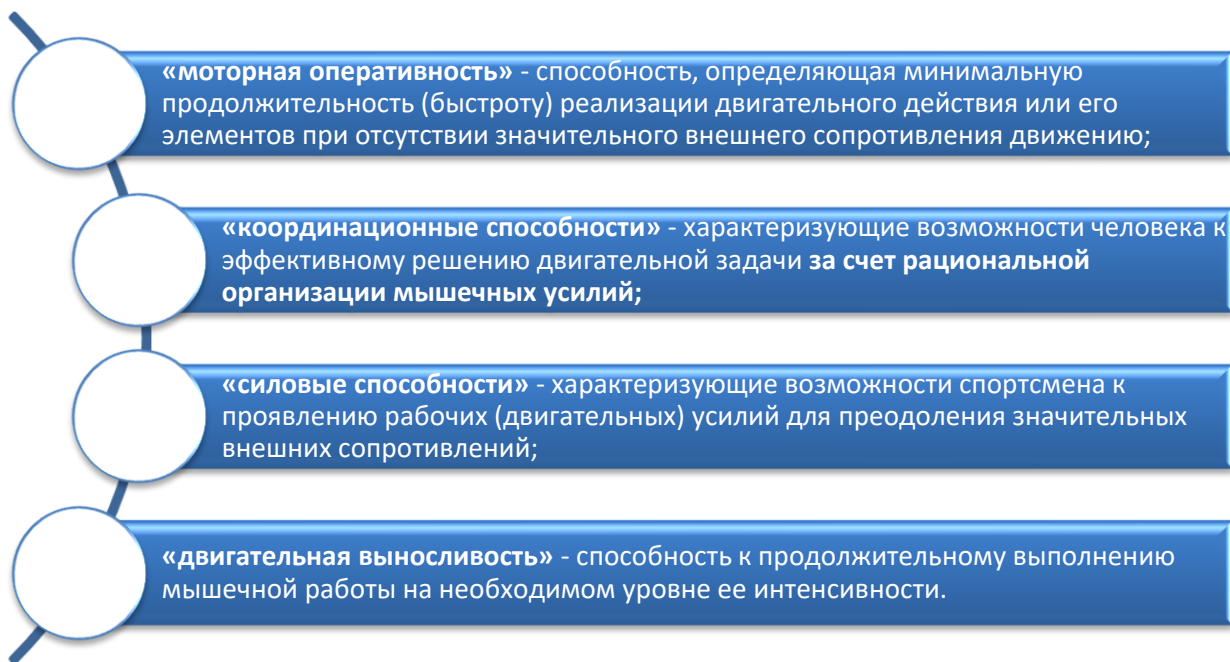 «моторная оперативность» - способность, определяющая минимальную
продолжительность (быстроту) реализации двигательного действия или его
элементов при отсутствии значительного внешнего сопротивления движению;
«координационные способности» - характеризующие возможности человека к
эффективному решению двигательной задачи за счет рациональной
организации мышечных усилий;
«силовые способности» - характеризующие возможности спортсмена к
проявлению рабочих (двигательных) усилий для преодоления значительных
внешних сопротивлений;
«двигательная выносливость» - способность к продолжительному выполнению
мышечной работы на необходимом уровне ее интенсивности.